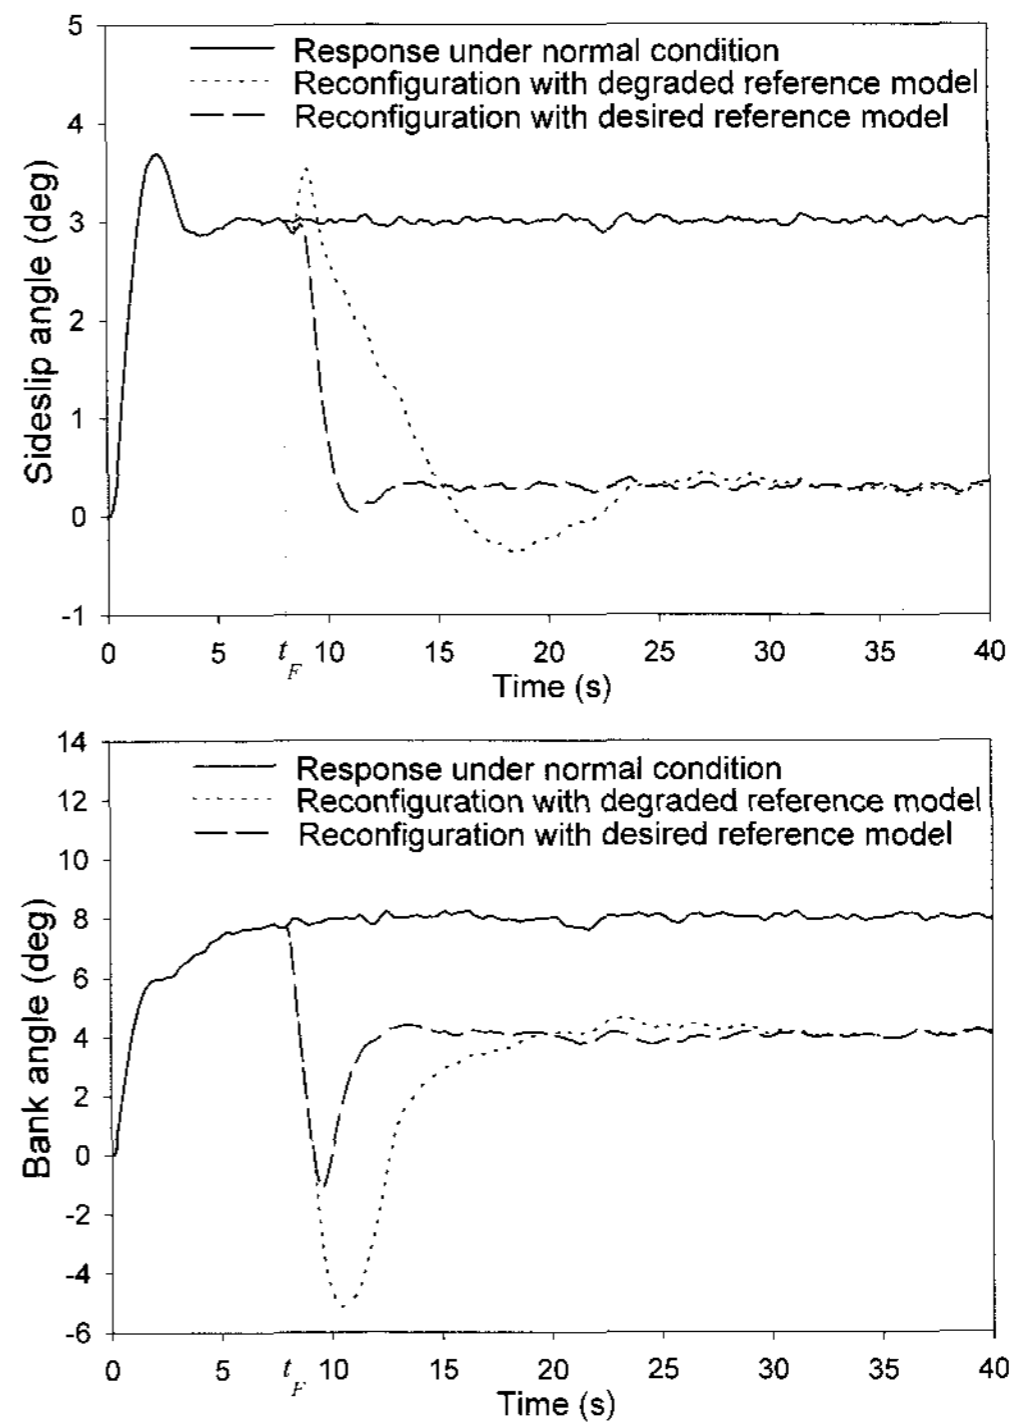 5
Response under normal condition
Reconfiguration with degraded reference model
Reconfiguration with desired reference model
4
3
2
1
0
-1
Sideslip angle (deg)
0 5 t_F 10 15 20 25 30 35 40
Time (s)
14
Response under normal condition
Reconfiguration with degraded reference model
Reconfiguration with desired reference model
12
10
8
6
4
2
0
-2
-4
-6
Bank angle (deg)
0 5 t_F 10 15 20 25 30 35 40
Time (s)